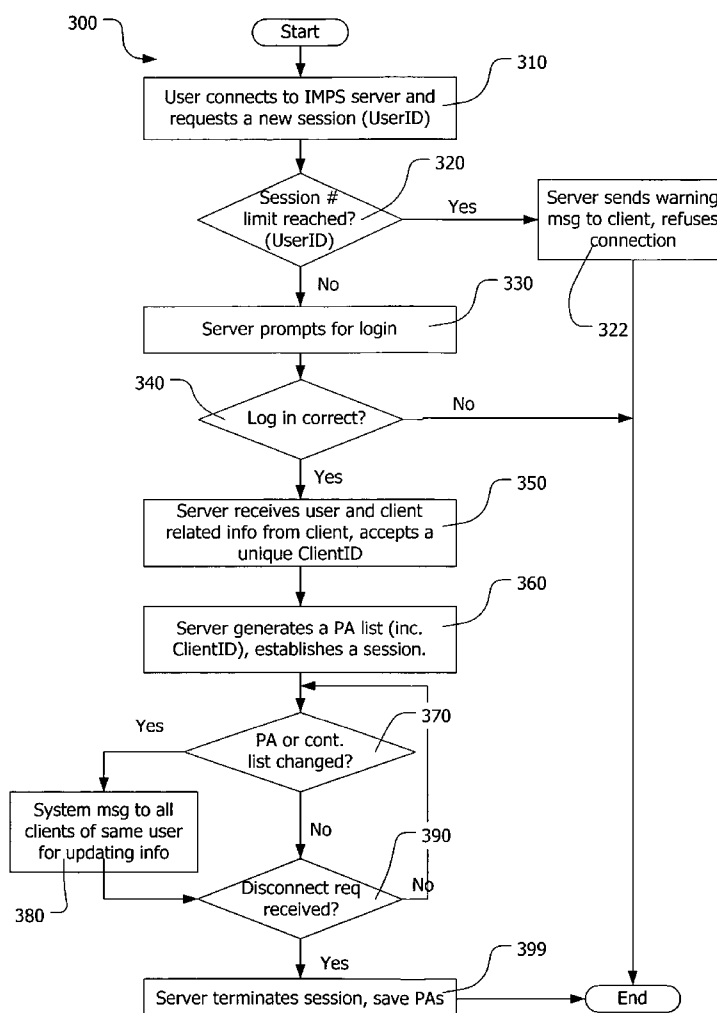 300
Start
310
User connects to IMPS server and
requests a new session (UserID)
320
Session #
limit reached?
(UserID)
Yes
Server sends warning
msg to client, refuses
connection
322
No
330
Server prompts for login
340
Log in correct?
No
Yes
350
Server receives user and client
related info from client, accepts a
unique ClientID
360
Server generates a PA list (inc.
ClientID), establishes a session.
370
Yes
PA or cont.
list changed?
System msg to all
clients of same user
for updating info
380
No
390
Disconnect req
received?
No
Yes
399
Server terminates session, save PAs
End